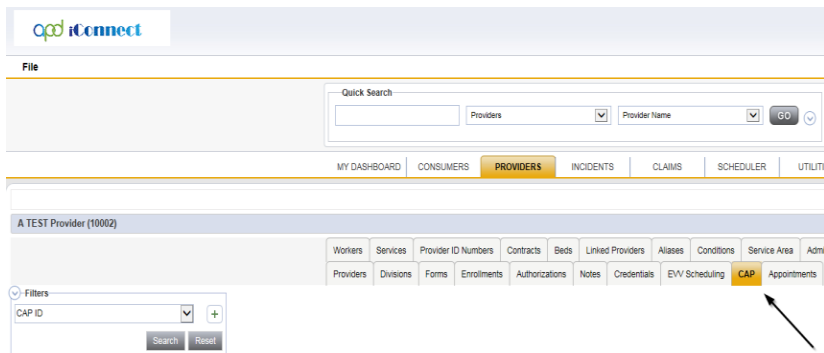 apd iConnect
File
Quick Search
Providers
Provider Name
GO
MY DASHBOARD CONSUMERS PROVIDERS INCIDENTS CLAIMS SCHEDULER UTILITI
A TEST Provider (10002)
Workers Services Provider ID Numbers Contracts Beds Linked Providers Aliases Conditions Service Area Admi
Providers Divisions Forms Enrollments Authorizations Notes Credentials EVV Scheduling CAP Appointments
Filters
CAP ID
+
Search Reset